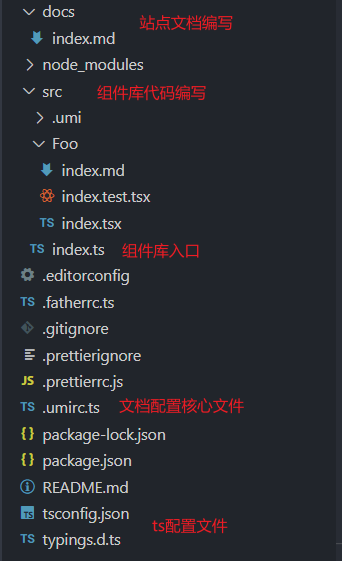 docs
站点文档编写
index.md
node_modules
src
组件库代码编写
.umi
Foo
index.md
index.test.tsx
TS index.tsx
TS index.ts
组件库入口
.editorconfig
TS .fatherrc.ts
.gitignore
.prettierignore
JS .prettierrc.js
TS .umirc.ts
文档配置核心文件
{ } package-lock.json
{ } package.json
README.md
TS tsconfig.json
ts配置文件
TS typings.d.ts